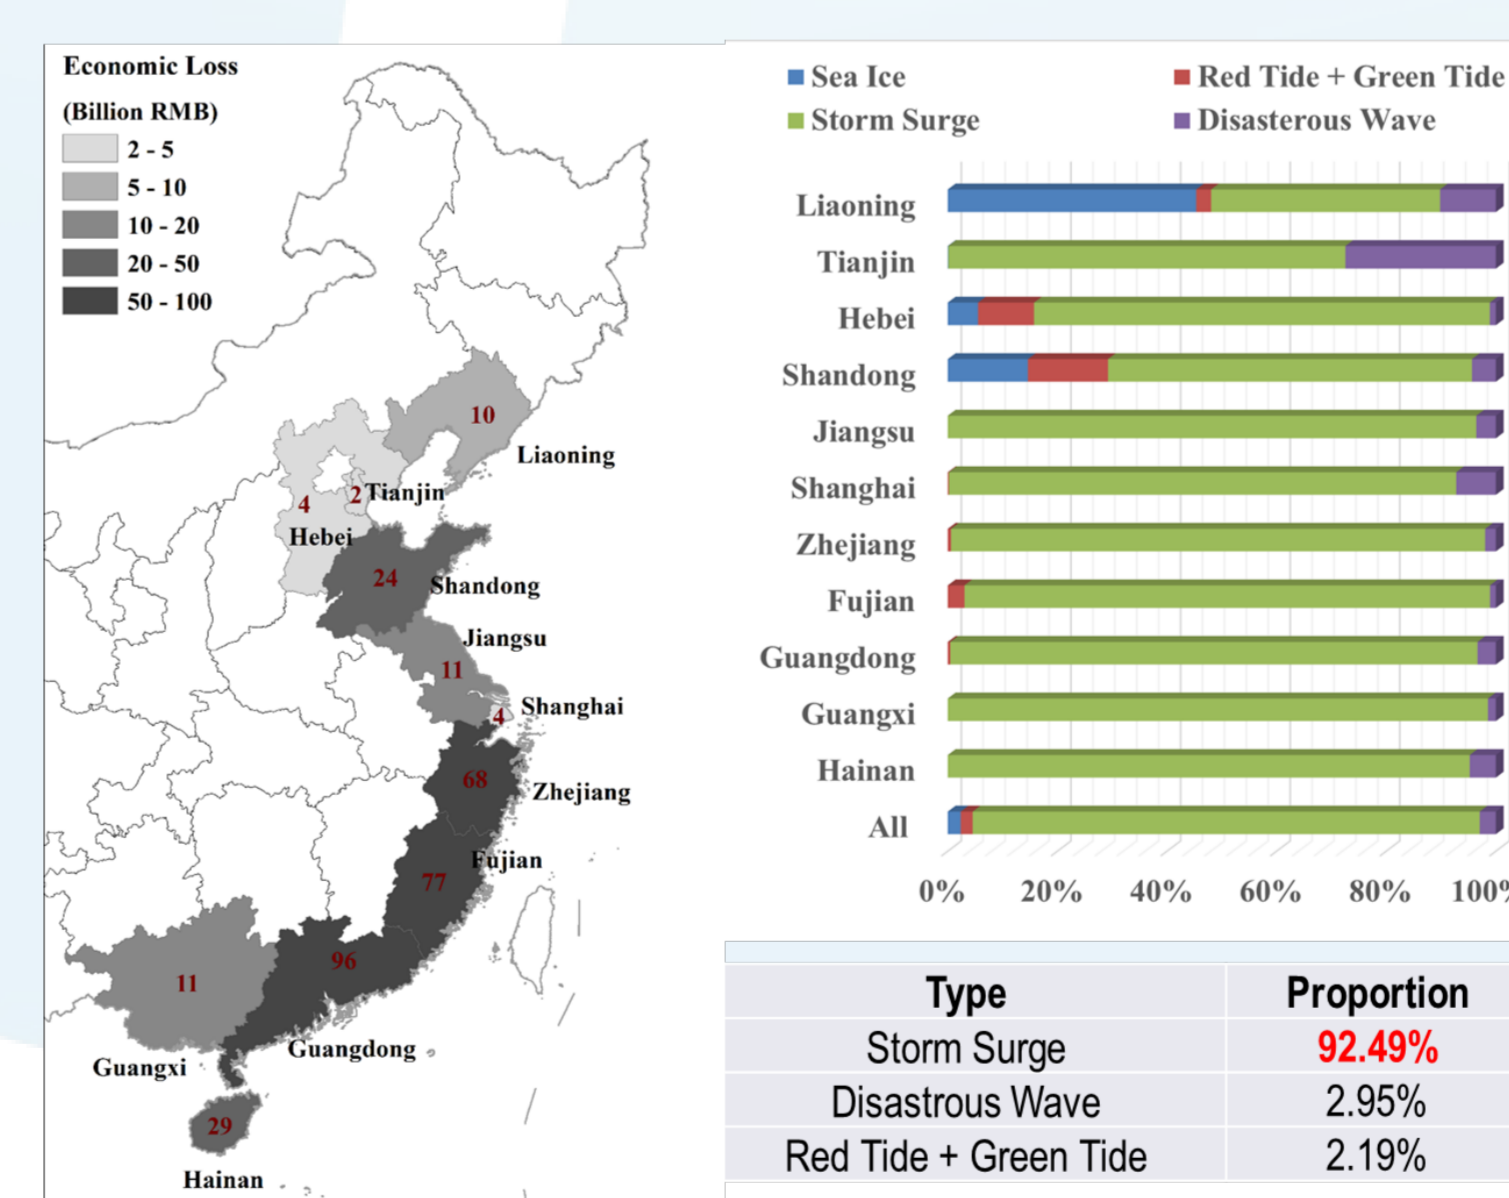 Economic Loss
(Billion RMB)
2 - 5
5 - 10
10 - 20
20 - 50
50 - 100
10
Liaoning
2 Tianjin
4
Hebei
24
Shandong
Jiangsu
11
Shanghai
4
68
Zhejiang
Fujian
77
96
11
Guangdong
Guangxi
29
Hainan
Sea Ice
Red Tide + Green Tide
Storm Surge
Disasterous Wave
Liaoning
Tianjin
Hebei
Shandong
Jiangsu
Shanghai
Zhejiang
Fujian
Guangdong
Guangxi
Hainan
All
0% 20% 40% 60% 80% 100%
Type Proportion
Storm Surge 92.49%
Disastrous Wave 2.95%
Red Tide + Green Tide 2.19%